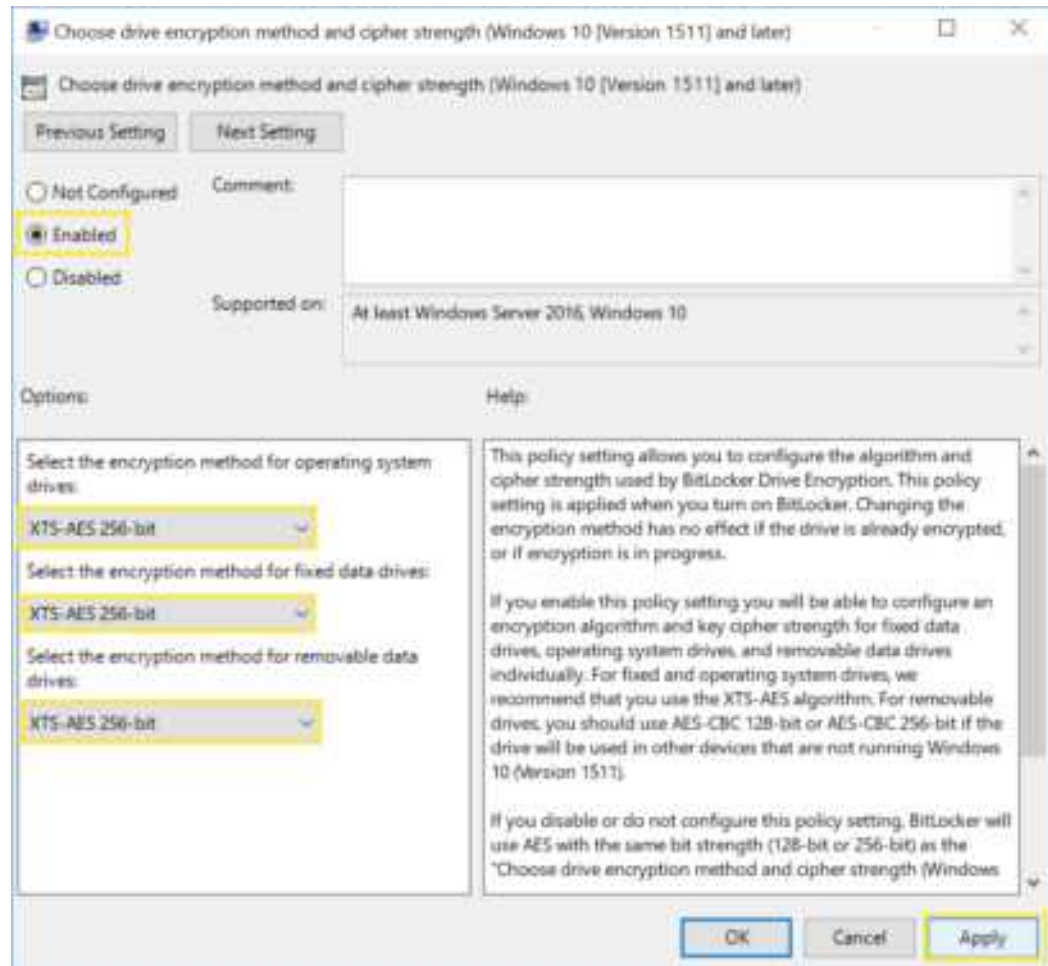 Choose drive encryption method and cipher strength (Windows 10 [Version 1511] and later)
Choose drive encryption method and cipher strength (Windows 10 [Version 1511] and later)
Previous Setting
Next Setting
Not Configured
Comment:
Enabled
Disabled
Supported on:
At least Windows Server 2016, Windows 10
Options:
Help:
Select the encryption method for operating system
drives:
XTS-AES 256-bit
Select the encryption method for fixed data drives:
XTS-AES 256-bit
Select the encryption method for removable data
drives:
XTS-AES 256-bit
This policy setting allows you to configure the algorithm and
cipher strength used by BitLocker Drive Encryption. This policy
setting is applied when you turn on BitLocker. Changing the
encryption method has no effect if the drive is already encrypted,
or if encryption is in progress.
If you enable this policy setting you will be able to configure an
encryption algorithm and key cipher strength for fixed data
drives, operating system drives, and removable data drives
individually. For fixed and operating system drives, we
recommend that you use the XTS-AES algorithm. For removable
drives, you should use AES-CBC 128-bit or AES-CBC 256-bit if the
drive will be used in other devices that are not running Windows
10 (Version 1511).
If you disable or do not configure this policy setting, BitLocker will
use AES with the same bit strength (128-bit or 256-bit) as the
"Choose drive encryption method and cipher strength (Windows
OK
Cancel
Apply